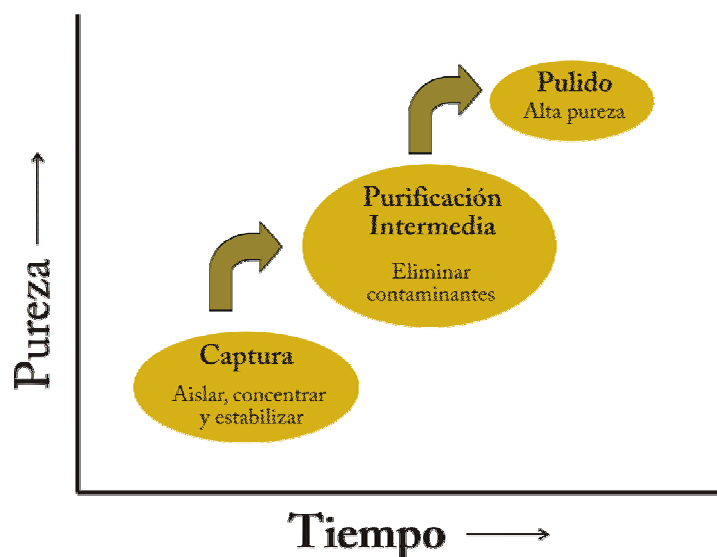 Pulido
Alta pureza
Purificación
Intermedia
Eliminar
contaminantes
Captura
Aislar, concentrar
y estabilizar
Pureza
Tiempo